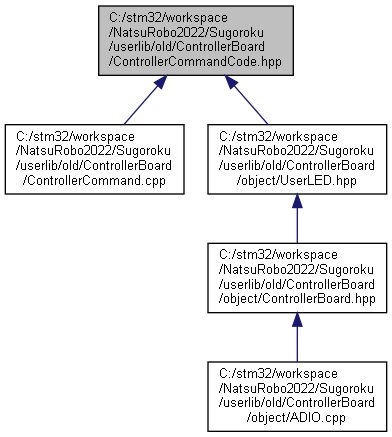 C:/stm32/workspace
/NatsuRobo2022/Sugoroku
/userlib/old/ControllerBoard
/ControllerCommandCode.hpp
C:/stm32/workspace
/NatsuRobo2022/Sugoroku
/userlib/old/ControllerBoard
/ControllerCommand.cpp
C:/stm32/workspace
/NatsuRobo2022/Sugoroku
/userlib/old/ControllerBoard
/object/UserLED.hpp
C:/stm32/workspace
/NatsuRobo2022/Sugoroku
/userlib/old/ControllerBoard
/object/ControllerBoard.hpp
C:/stm32/workspace
/NatsuRobo2022/Sugoroku
/userlib/old/ControllerBoard
/object/ADIO.cpp